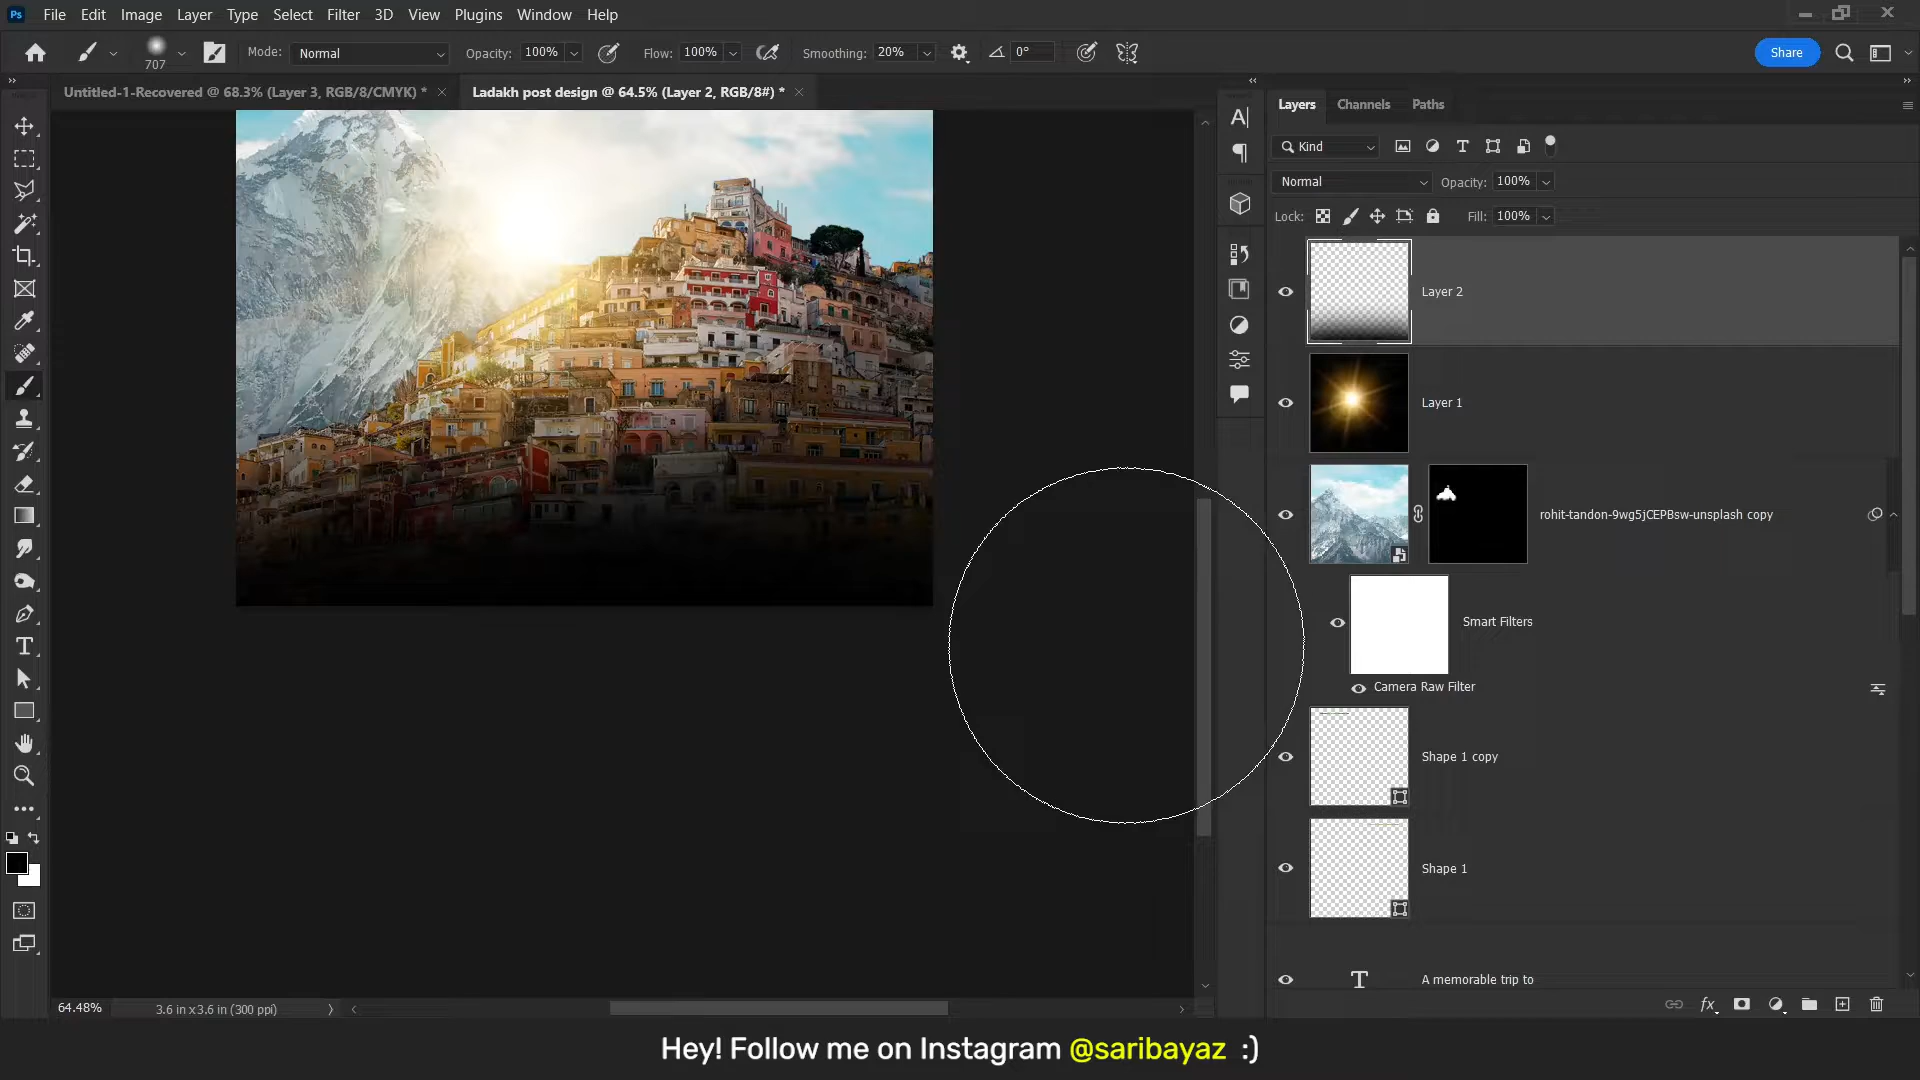 Ps File Edit Image Layer Type Select Filter 3D View Plugins Window Help
707 Mode: Normal Opacity: 100% Flow: 100% Smoothing: 20% 0° Share
Untitled-1-Recovered @ 68.3% (Layer 3, RGB/8/CMYK) *
Ladakh post design @ 64.5% (Layer 2, RGB/8#) *
Layers Channels Paths
Kind
Normal Opacity: 100%
Lock: Fill: 100%
Layer 2
Layer 1
rohit-tandon-9wg5jCEPBsw-unsplash copy
Smart Filters
Camera Raw Filter
Shape 1 copy
Shape 1
A memorable trip to
64.48% 3.6 in x 3.6 in (300 ppi)
Hey! Follow me on Instagram @saribayaz :)